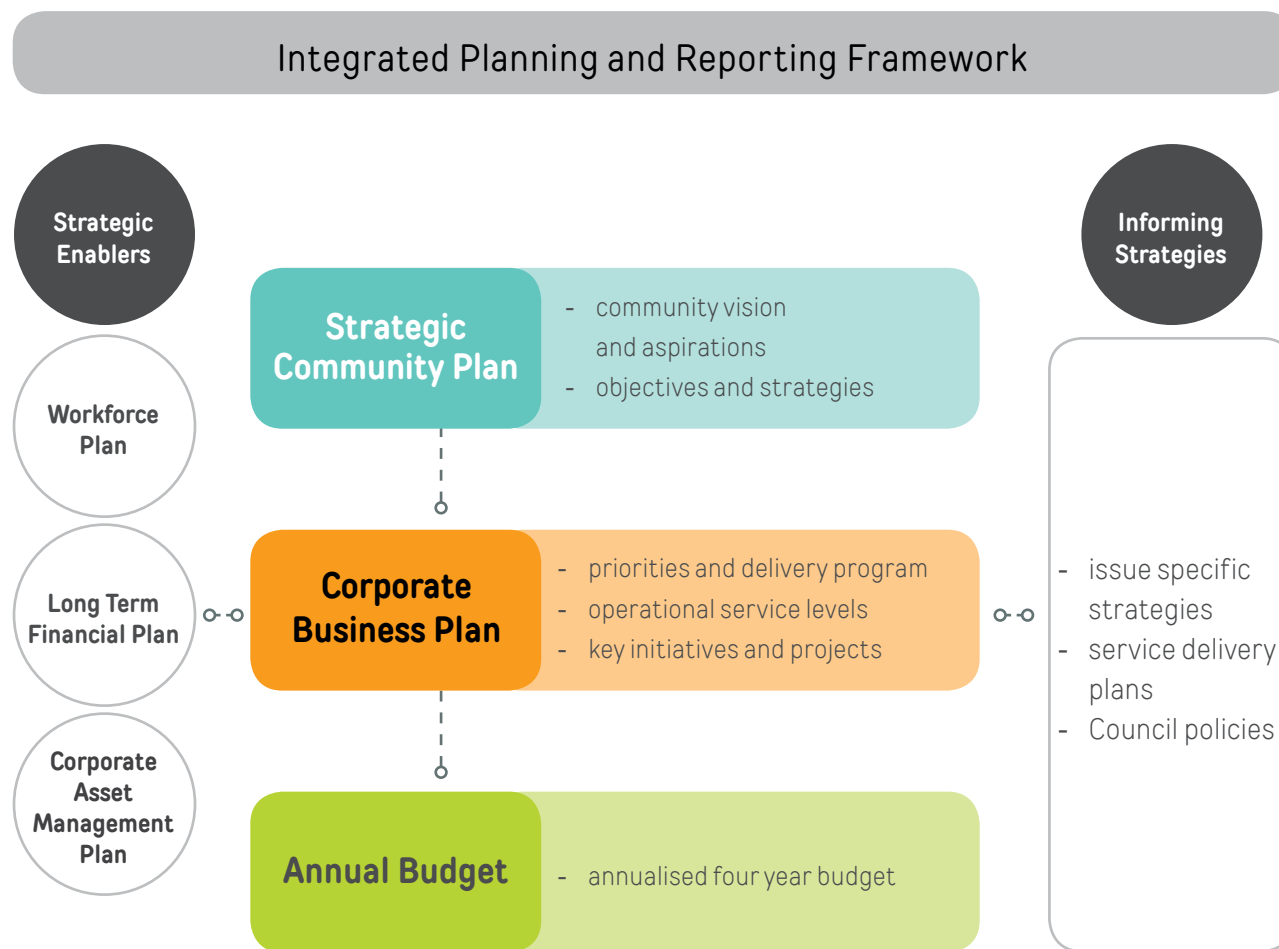 Integrated Planning and Reporting Framework
Strategic
Enablers
Workforce
Plan
Long Term
Financial Plan
Corporate
Asset
Management
Plan
Strategic
Community Plan
- community vision
and aspirations
- objectives and strategies
Corporate
Business Plan
- priorities and delivery program
- operational service levels
- key initiatives and projects
Annual Budget
- annualised four year budget
Informing
Strategies
- issue specific
strategies
- service delivery
plans
- Council policies